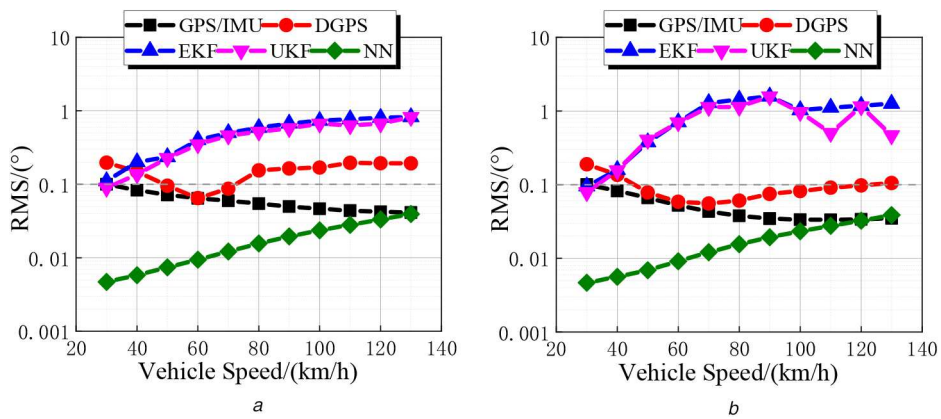 GPS/IMU DGPS
EKF UKF NN
10
1
0.1
0.01
0.001
RMS/(°)
20 40 60 80 100 120 140
Vehicle Speed/(km/h)
a
GPS/IMU DGPS
EKF UKF NN
10
1
0.1
0.01
0.001
RMS/(°)
20 40 60 80 100 120 140
Vehicle Speed/(km/h)
b